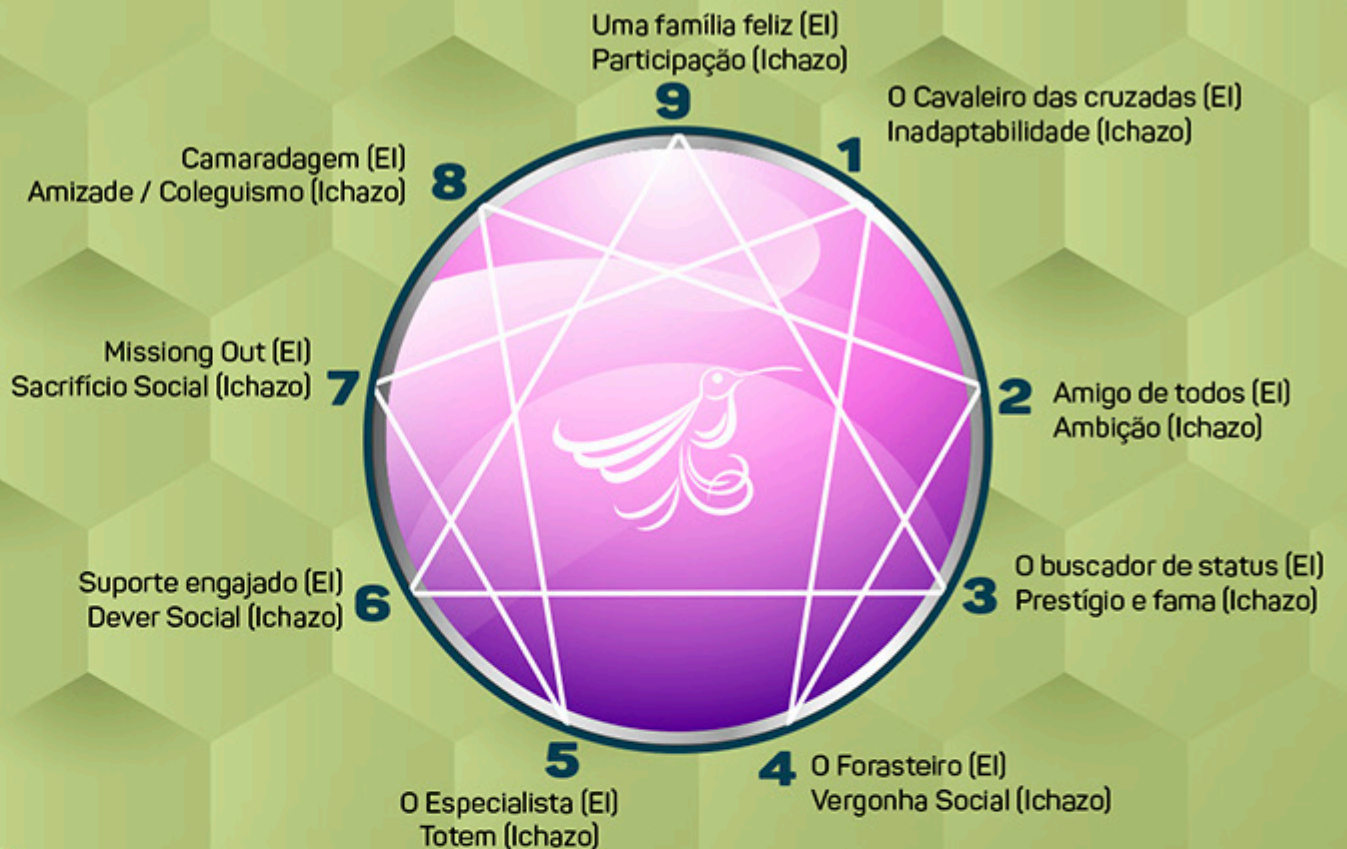 Uma família feliz (EI)
Participação (Ichazo)
9
O Cavaleiro das cruzadas (EI)
Inadaptabilidade (Ichazo)
1
Camaradagem (EI)
Amizade / Coleguismo (Ichazo)
8
Missiong Out (EI)
Sacrifício Social (Ichazo)
7
2
Amigo de todos (EI)
Ambição (Ichazo)
Suporte engajado (EI)
Dever Social (Ichazo)
6
3
O buscador de status (EI)
Prestígio e fama (Ichazo)
5
O Especialista (EI)
Totem (Ichazo)
4
O Forasteiro (EI)
Vergonha Social (Ichazo)